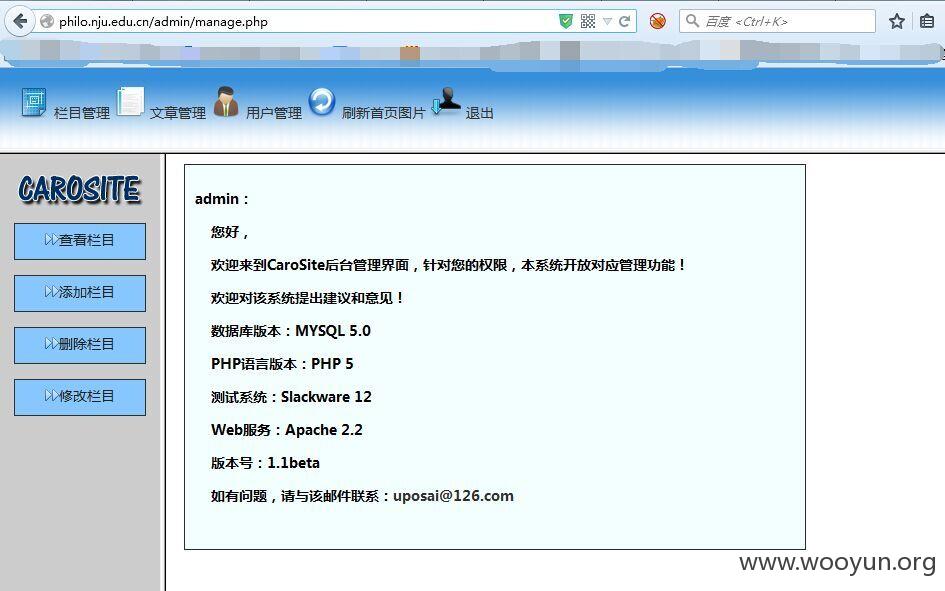 philo.nju.edu.cn/admin/manage.php
百度 <Ctrl+K>
栏目管理 文章管理 用户管理 刷新首页图片 退出
CAROSITE
查看栏目
添加栏目
删除栏目
修改栏目
admin：
您好，
欢迎来到CaroSite后台管理界面，针对您的权限，本系统开放对应管理功能！
欢迎对该系统提出建议和意见！
数据库版本：MYSQL 5.0
PHP语言版本：PHP 5
测试系统：Slackware 12
Web服务：Apache 2.2
版本号：1.1beta
如有问题，请与该邮件联系：uposai@126.com
www.wooyun.org